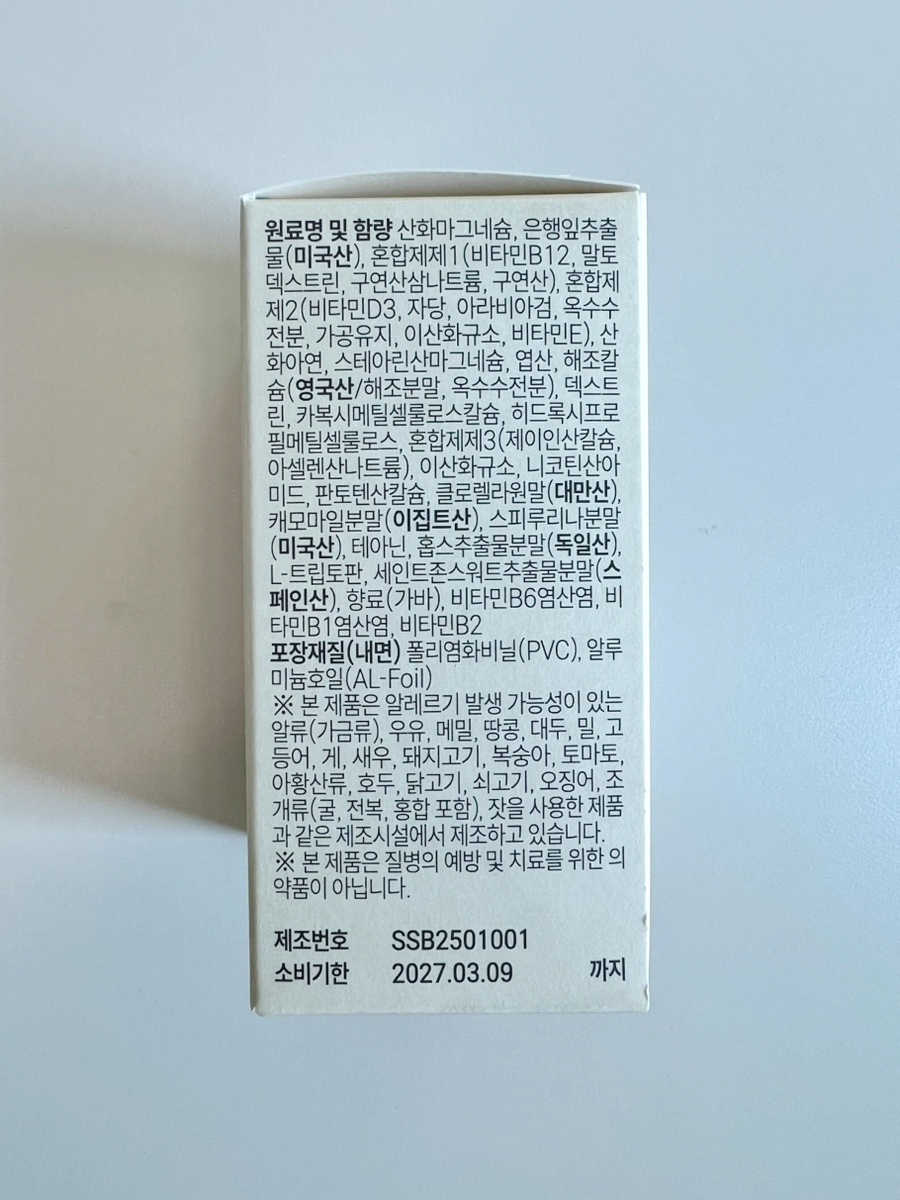 원료명 및 함량 산화마그네슘, 은행잎추출
물(미국산), 혼합제제1(비타민B12, 말토
덱스트린, 구연산삼나트륨, 구연산), 혼합제
제2(비타민D3, 자당, 아라비아검, 옥수수
전분, 가공유지, 이산화규소, 비타민E), 산
화아연, 스테아린산마그네슘, 엽산, 해조칼
슘(영국산/해조분말, 옥수수전분), 덱스트
린, 카복시메틸셀룰로스칼슘, 히드록시프로
필메틸셀룰로스, 혼합제제3(제이인산칼슘,
아셀렌산나트륨), 이산화규소, 니코틴산아
미드, 판토텐산칼슘, 클로렐라원말(대만산),
캐모마일분말(이집트산), 스피루리나분말
(미국산), 테아닌, 홉스추출물분말(독일산),
L-트립토판, 세인트존스워트추출물분말(스
페인산), 향료(가바), 비타민B6염산염, 비
타민B1염산염, 비타민B2
포장재질(내면) 폴리염화비닐(PVC), 알루
미늄호일(AL-Foil)
※ 본 제품은 알레르기 발생 가능성이 있는
알류(가금류), 우유, 메밀, 땅콩, 대두, 밀, 고
등어, 게, 새우, 돼지고기, 복숭아, 토마토,
아황산류, 호두, 닭고기, 쇠고기, 오징어, 조
개류(굴, 전복, 홍합 포함), 잣을 사용한 제품
과 같은 제조시설에서 제조하고 있습니다.
※ 본 제품은 질병의 예방 및 치료를 위한 의
약품이 아닙니다.
제조번호 SSB2501001
소비기한 2027.03.09 까지